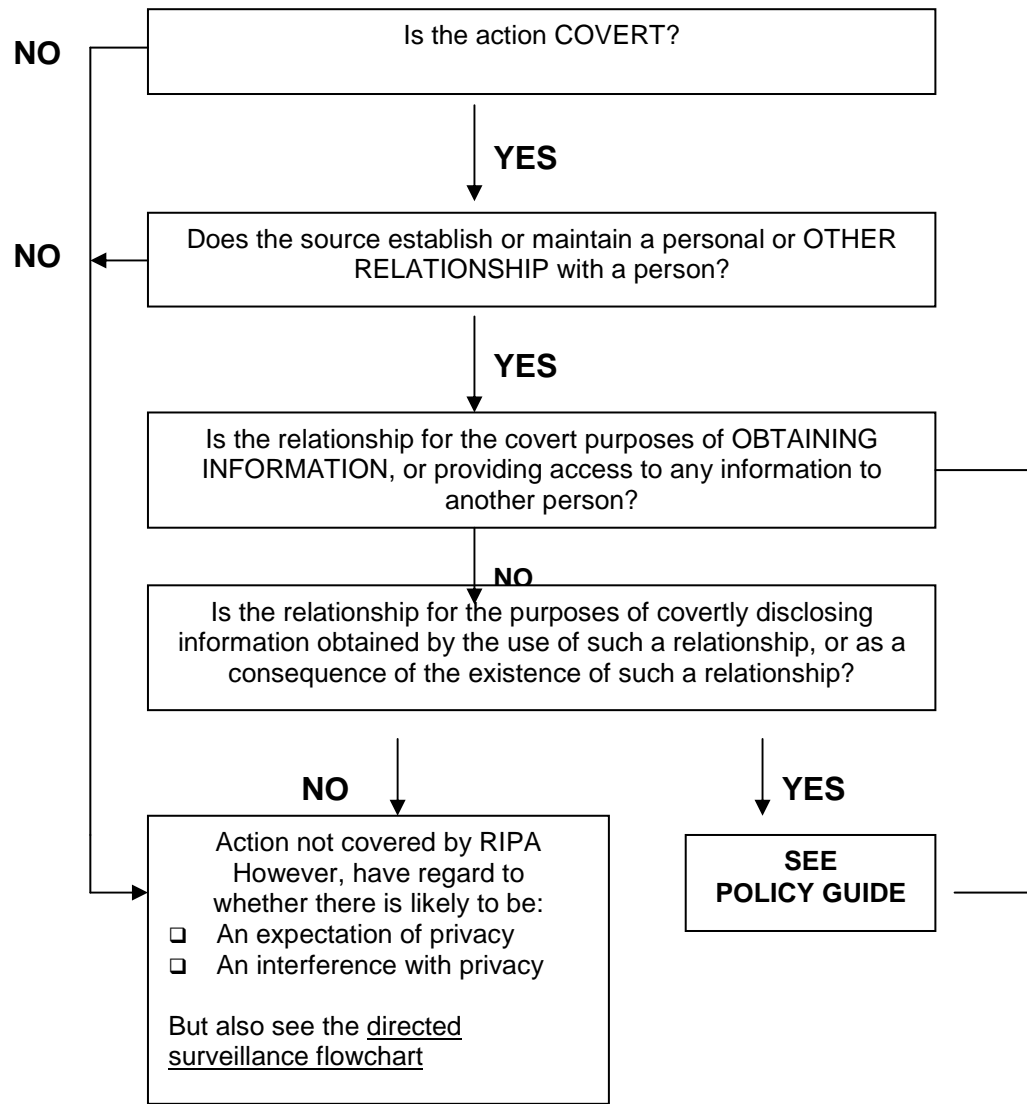 Is the action COVERT?
NO
YES
Does the source establish or maintain a personal or OTHER
RELATIONSHIP with a person?
NO
YES
Is the relationship for the covert purposes of OBTAINING
INFORMATION, or providing access to any information to
another person?
NO
Is the relationship for the purposes of covertly disclosing
information obtained by the use of such a relationship, or as a
consequence of the existence of such a relationship?
NO
YES
Action not covered by RIPA
However, have regard to
whether there is likely to be:
❑ An expectation of privacy
❑ An interference with privacy
But also see the directed
surveillance flowchart
SEE
POLICY GUIDE